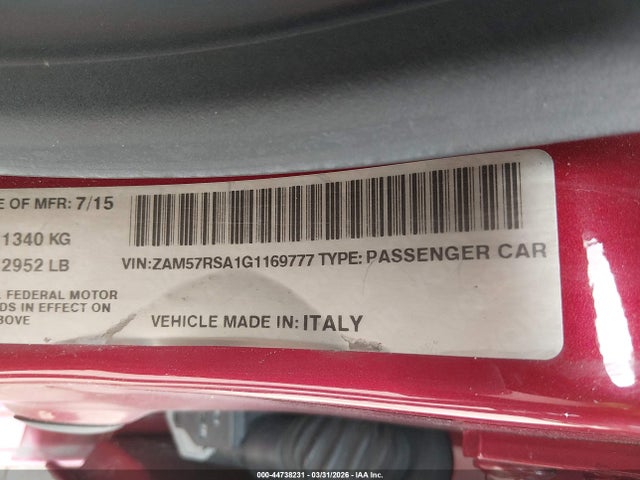 E OF MFR: 7/15
1340 KG
2952 LB
VIN:ZAM57RSA1G1169777 TYPE: PASSENGER CAR
FEDERAL MOTOR
DS IN EFFECT ON
BOVE
VEHICLE MADE IN: ITALY
000-44738231 - 03/31/2026 - IAA Inc.